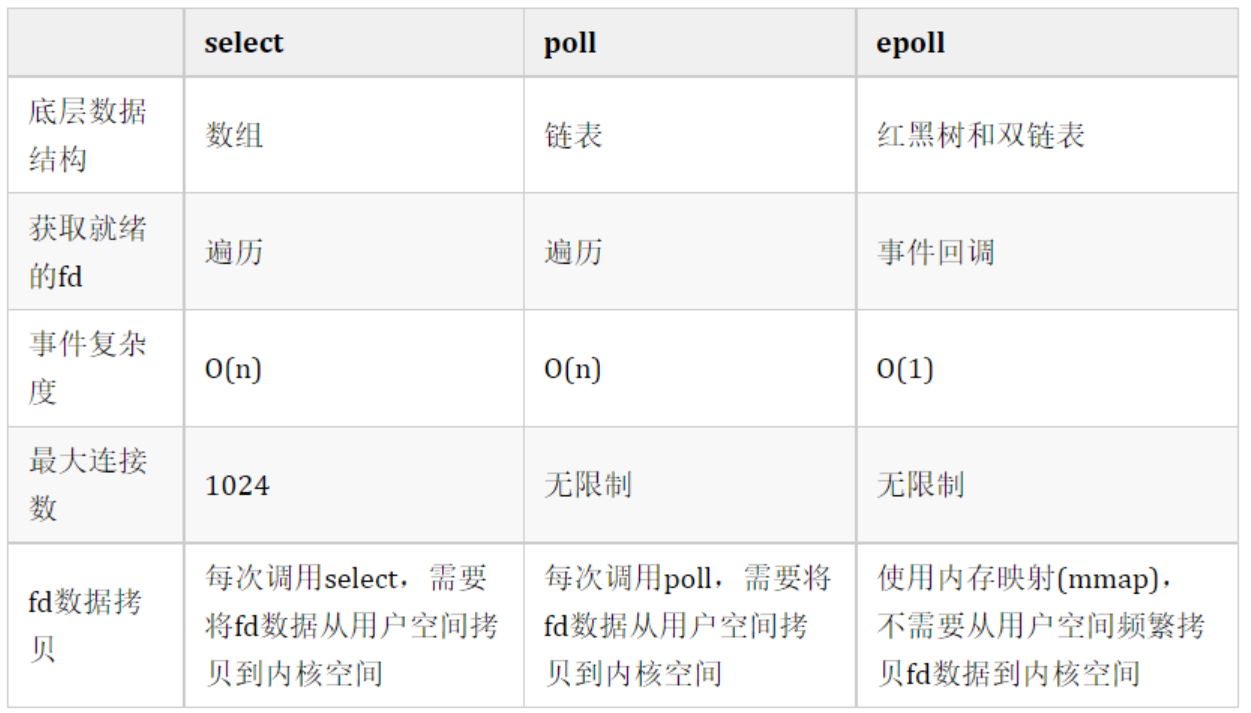 select poll epoll
底层数据
结构
数组
链表
红黑树和双链表
获取就绪
的fd
遍历
遍历
事件回调
事件复杂
度
O(n)
O(n)
O(1)
最大连接
数
1024
无限制
无限制
fd数据拷
贝
每次调用select，需要
将fd数据从用户空间拷
贝到内核空间
每次调用poll，需要将
fd数据从用户空间拷
贝到内核空间
使用内存映射(mmap)，
不需要从用户空间频繁拷
贝fd数据到内核空间